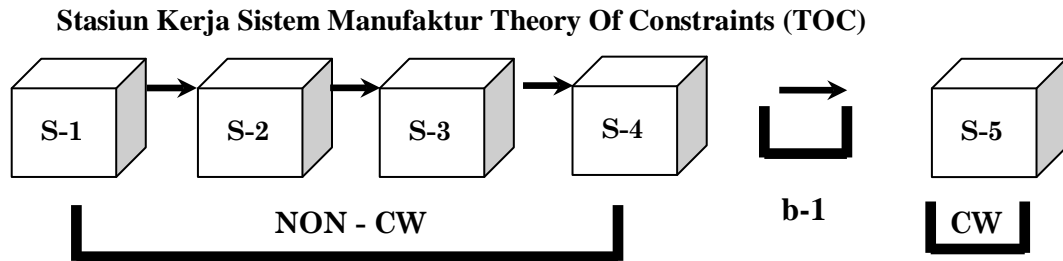 Stasiun Kerja Sistem Manufaktur Theory Of Constraints (TOC)
S-1 S-2 S-3 S-4 S-5
NON - CW b-1 CW